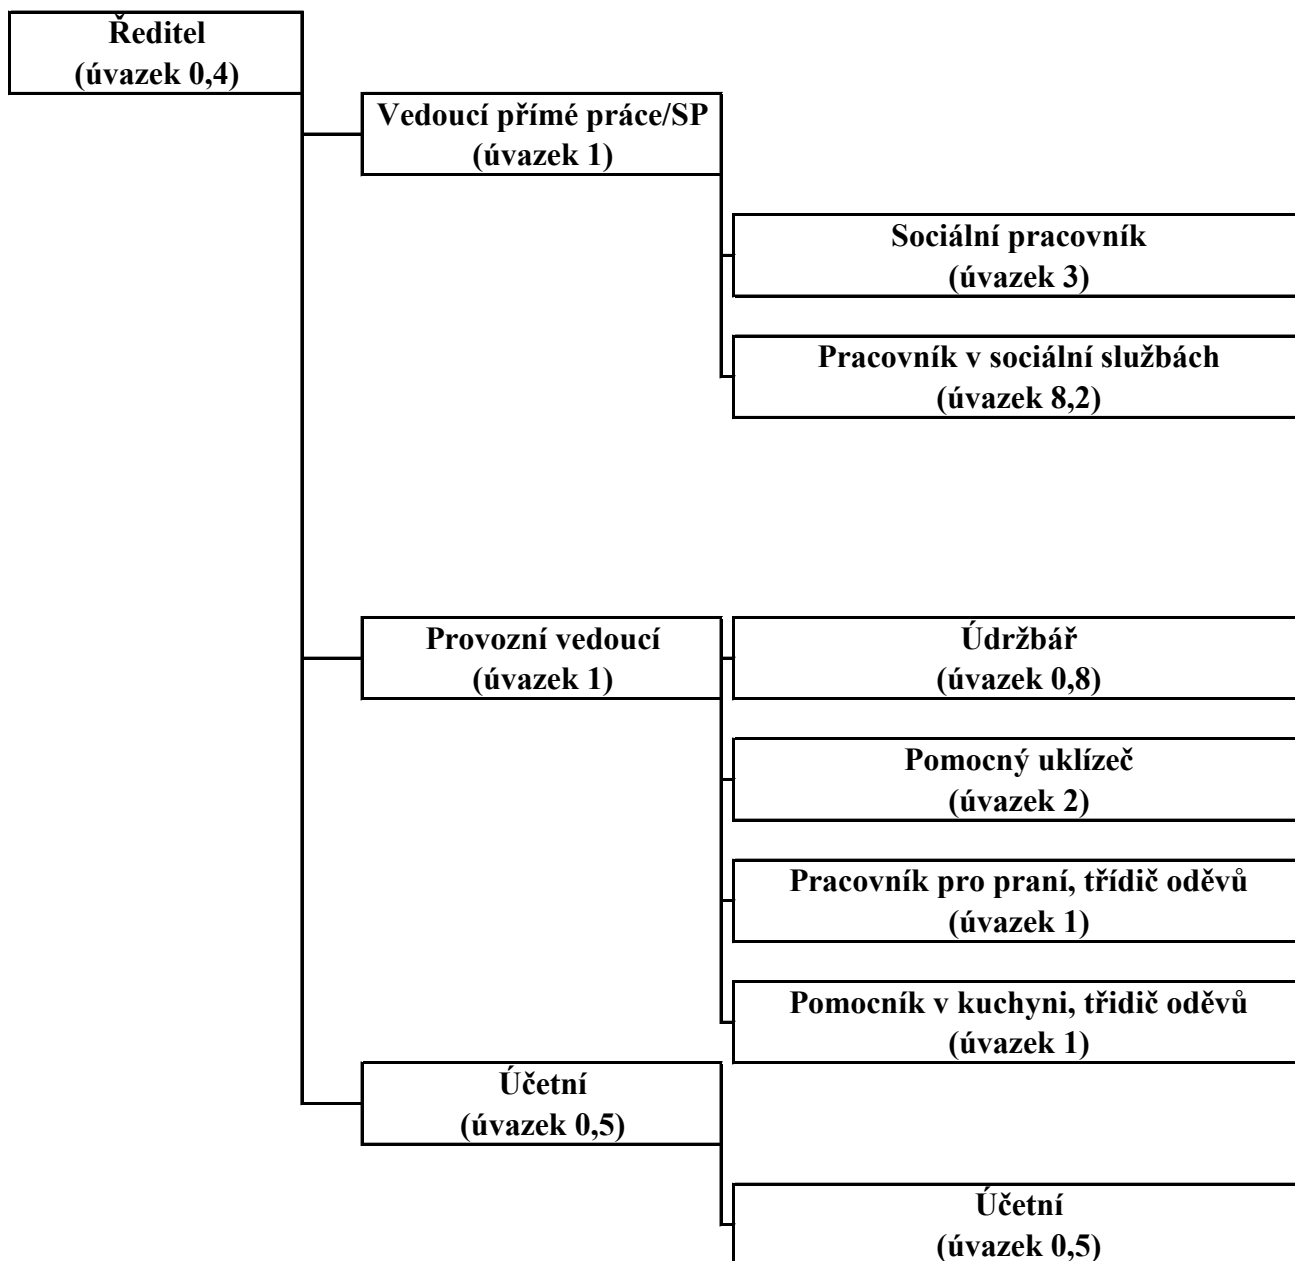 Ředitel
(úvazek 0,4)
Vedoucí přímé práce/SP
(úvazek 1)
Sociální pracovník
(úvazek 3)
Pracovník v sociální službách
(úvazek 8,2)
Provozní vedoucí
(úvazek 1)
Údržbář
(úvazek 0,8)
Pomocný uklízeč
(úvazek 2)
Pracovník pro praní, třídič oděvů
(úvazek 1)
Pomocník v kuchyni, třidič oděvů
(úvazek 1)
Účetní
(úvazek 0,5)
Účetní
(úvazek 0,5)